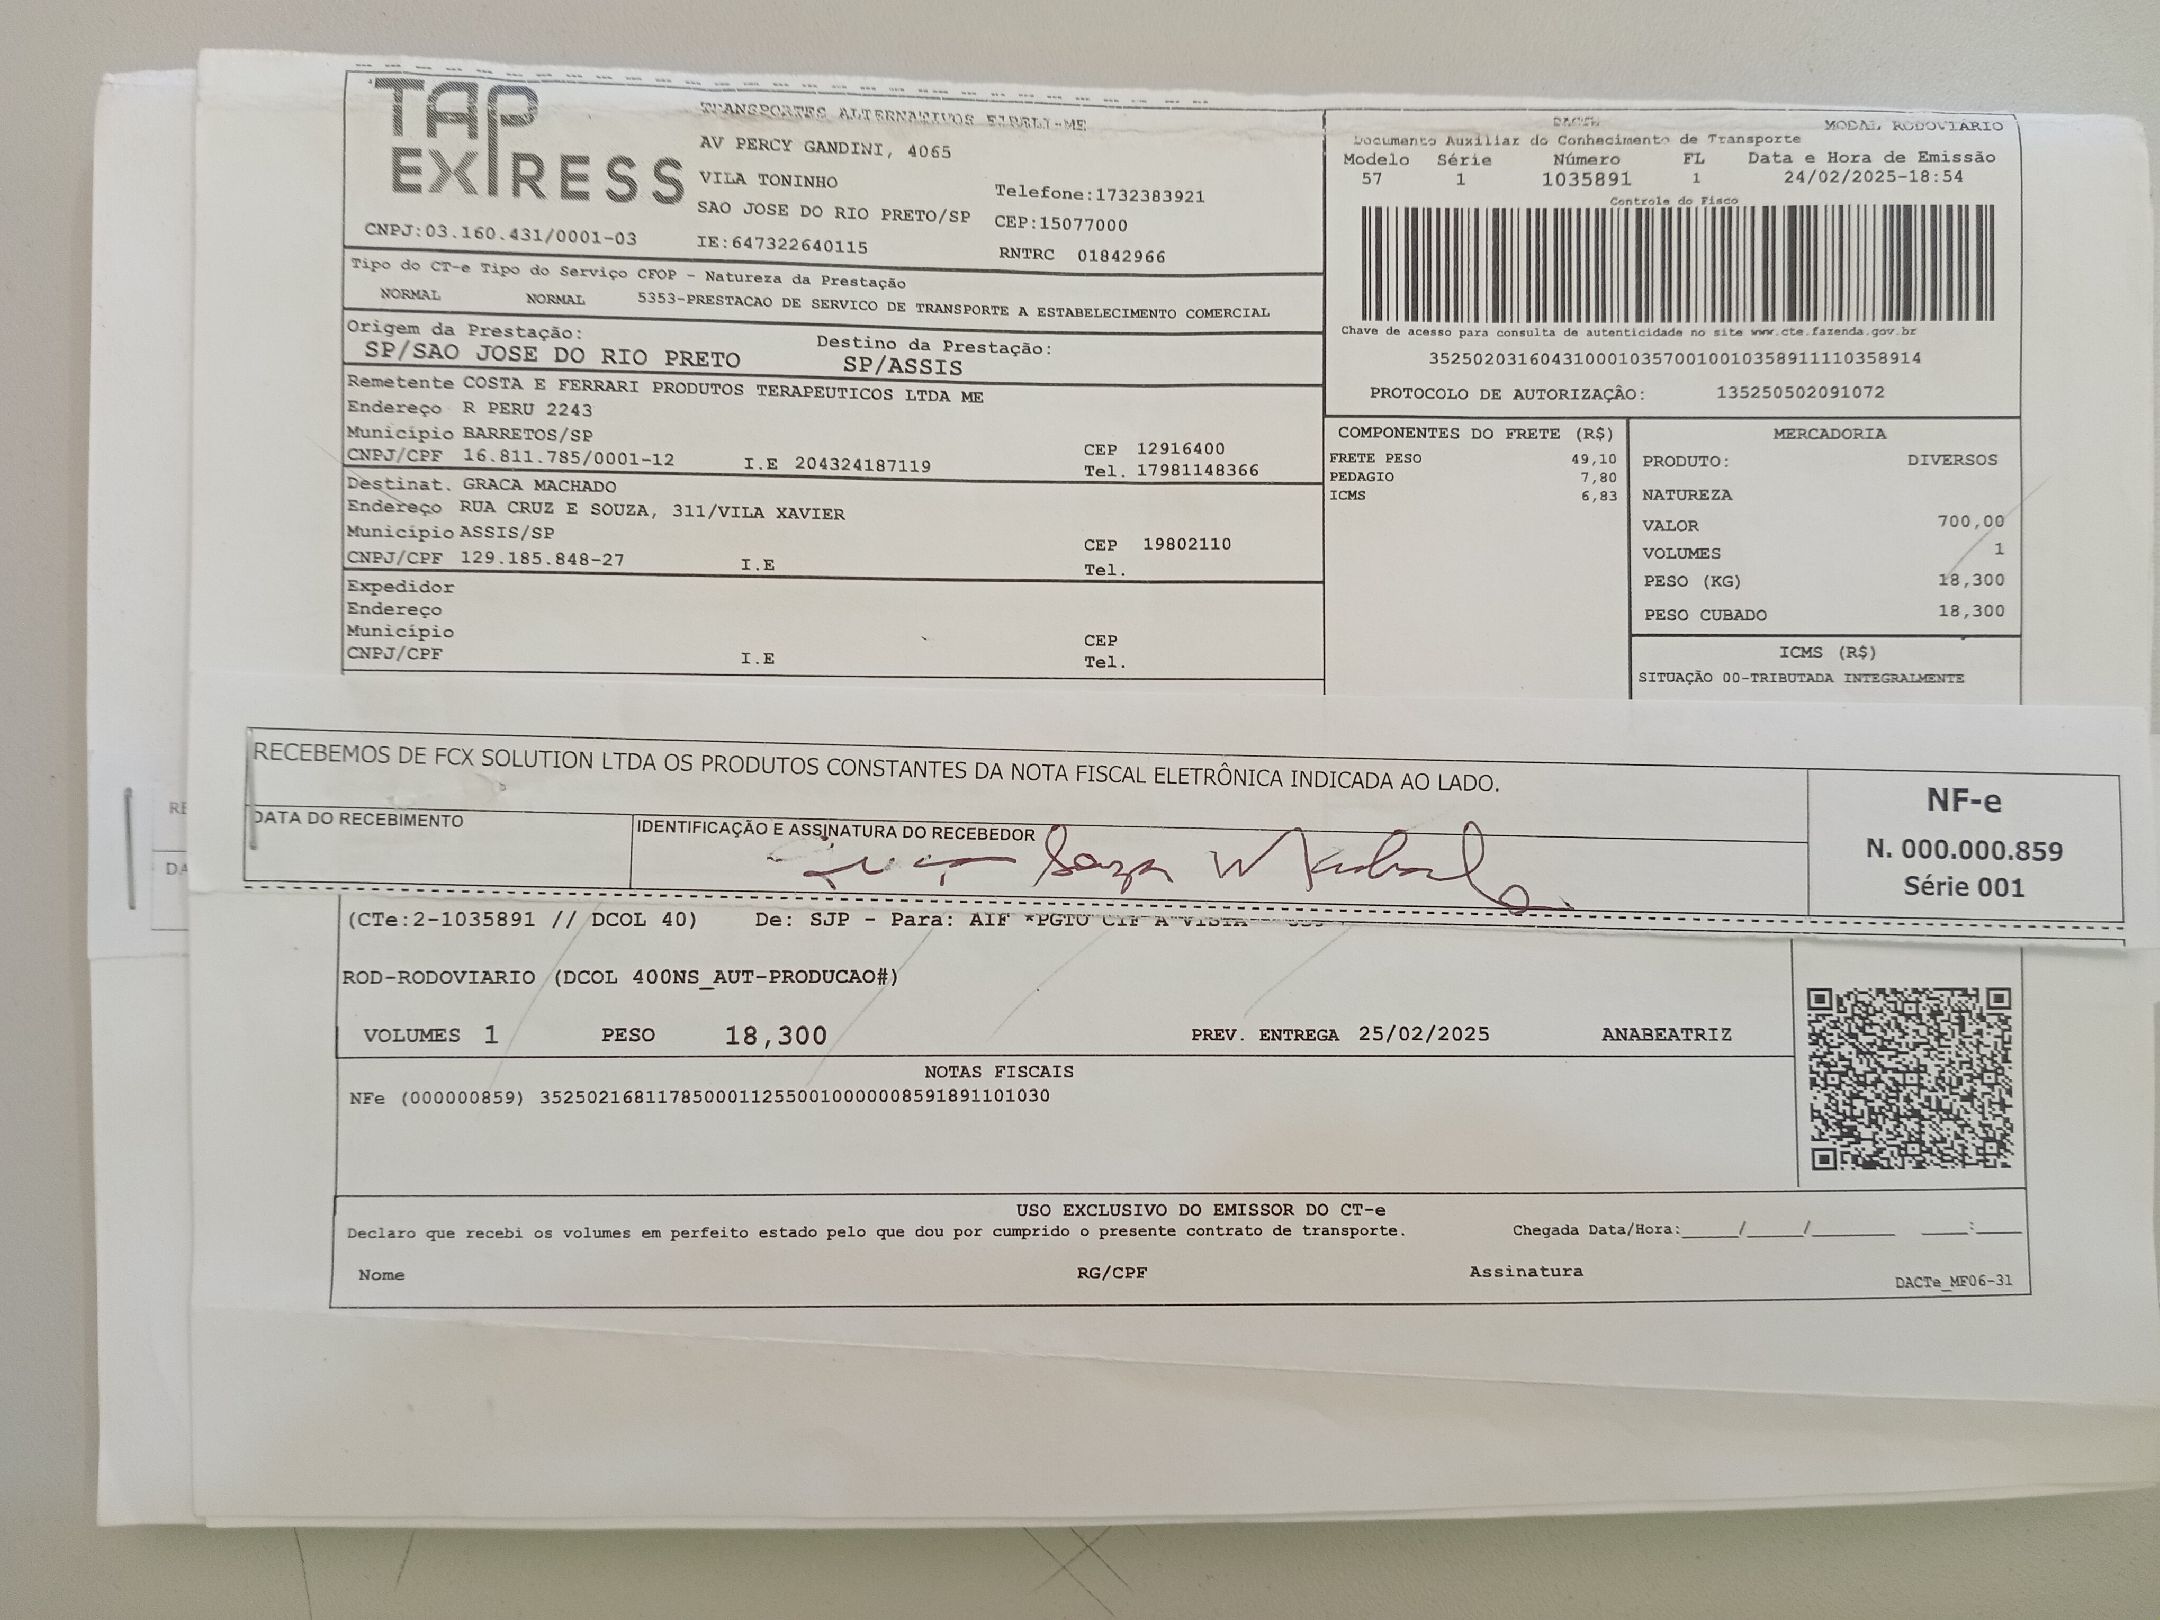 TAP
EXPRESS
TRANSPORTES ALTERNATIVOS EIRELI-ME
AV PERCY GANDINI, 4065
VILA TONINHO
Telefone:1732383921
SAO JOSE DO RIO PRETO/SP CEP:15077000
CNPJ:03.160.431/0001-03 IE:647322640115 RNTRC 01842966
DACTE MODAL RODOVIÁRIO
Documento Auxiliar do Conhecimento de Transporte
Modelo Série Número FL Data e Hora de Emissão
57 1 1035891 1 24/02/2025-18:54
Controle do Fisco
Chave de acesso para consulta de autenticidade no site www.cte.fazenda.gov.br
35250203160431000103570010010358911110358914
PROTOCOLO DE AUTORIZAÇÃO: 135250502091072
Tipo do CT-e Tipo do Serviço CFOP - Natureza da Prestação
NORMAL NORMAL 5353-PRESTACAO DE SERVICO DE TRANSPORTE A ESTABELECIMENTO COMERCIAL
Origem da Prestação: Destino da Prestação:
SP/SAO JOSE DO RIO PRETO SP/ASSIS
Remetente COSTA E FERRARI PRODUTOS TERAPEUTICOS LTDA ME
Endereço R PERU 2243
Município BARRETOS/SP CEP 12916400
CNPJ/CPF 16.811.785/0001-12 I.E 204324187119 Tel. 17981148366
Destinat. GRACA MACHADO
Endereço RUA CRUZ E SOUZA, 311/VILA XAVIER
Município ASSIS/SP CEP 19802110
CNPJ/CPF 129.185.848-27 I.E Tel.
Expedidor
Endereço
Município CEP
CNPJ/CPF I.E Tel.
COMPONENTES DO FRETE (R$)
FRETE PESO 49,10
PEDAGIO 7,80
ICMS 6,83
MERCADORIA
PRODUTO: DIVERSOS
NATUREZA
VALOR 700,00
VOLUMES 1
PESO (KG) 18,300
PESO CUBADO 18,300
ICMS (R$)
SITUAÇÃO 00-TRIBUTADA INTEGRALMENTE
RECEBEMOS DE FCX SOLUTION LTDA OS PRODUTOS CONSTANTES DA NOTA FISCAL ELETRÔNICA INDICADA AO LADO.
DATA DO RECEBIMENTO IDENTIFICAÇÃO E ASSINATURA DO RECEBEDOR
NF-e
N. 000.000.859
Série 001
RE
DA
(CTe:2-1035891 // DCOL 40) De: SJP - Para: AIF *PGTO CIF A VISTA
ROD-RODOVIARIO (DCOL 400NS_AUT-PRODUCAO#)
VOLUMES 1 PESO 18,300 PREV. ENTREGA 25/02/2025 ANABEATRIZ
NOTAS FISCAIS
NFe (000000859) 35250216811785000112550010000008591891101030
USO EXCLUSIVO DO EMISSOR DO CT-e
Declaro que recebi os volumes em perfeito estado pelo que dou por cumprido o presente contrato de transporte. Chegada Data/Hora:_____/_____/________ ____:____
Nome RG/CPF Assinatura
DACTe_MF06-31